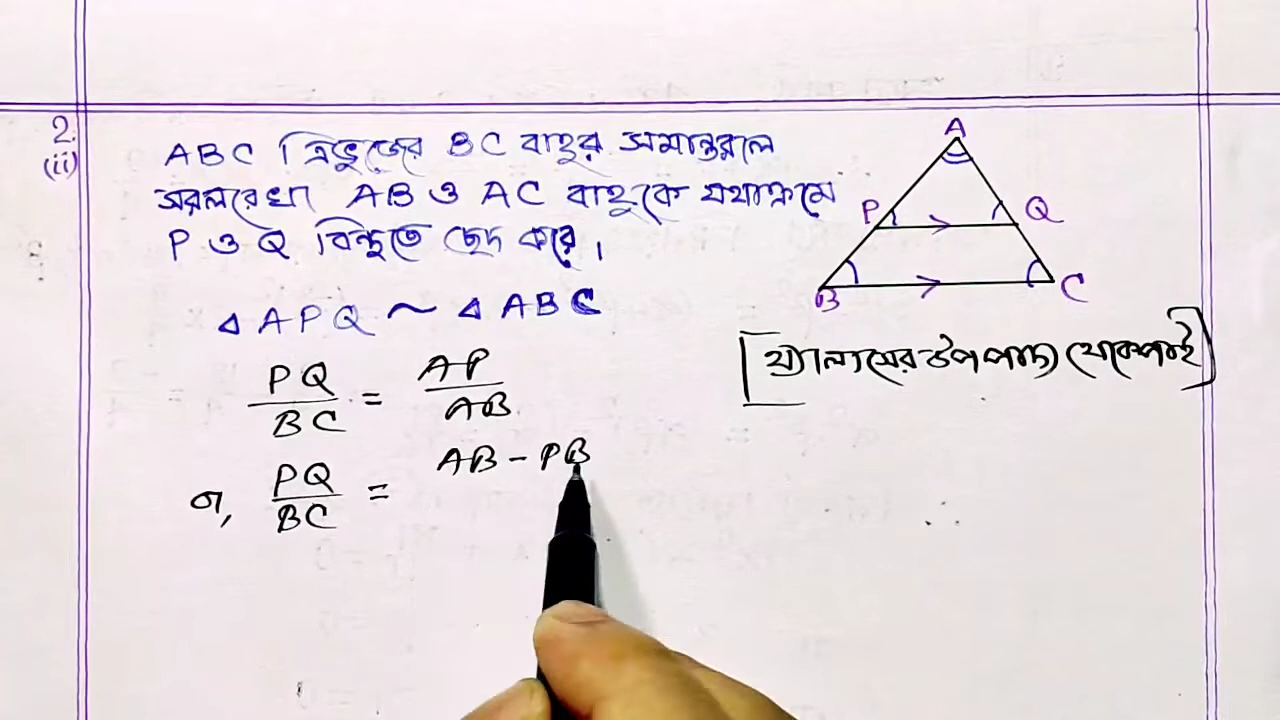 2.
(ii)
ABC ত্রিভুজের BC বাহুর সমান্তরাল
সরলরেখা AB ও AC বাহুকে যথাক্রমে
P ও Q বিন্দুতে ছেদ করে।
A
P
Q
B
C
△APQ ~ △ABC
[থ্যালাসের উপপাদ্য থেকে পাই]
PQ/BC = AP/AB
বা, PQ/BC = AB - PB